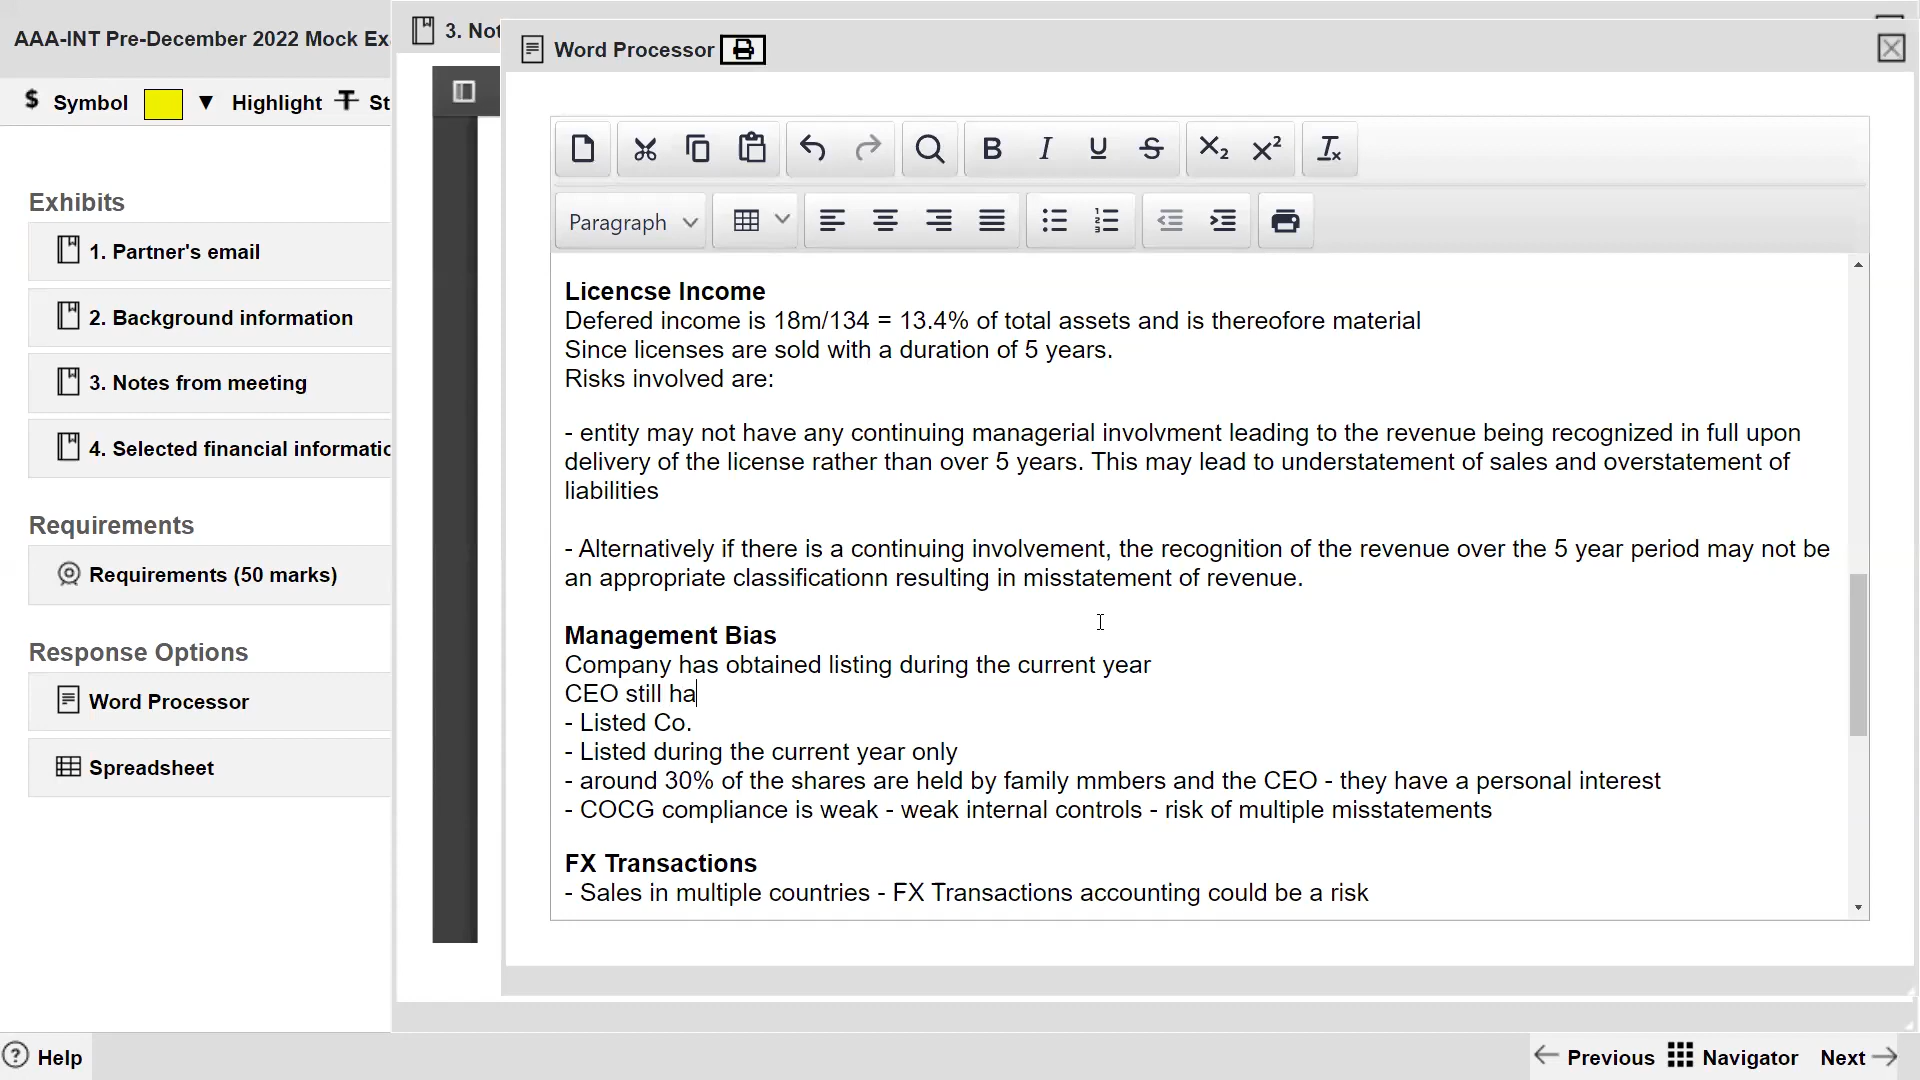 AAA-INT Pre-December 2022 Mock Ex
3. Not
Word Processor
$ Symbol
Highlight
T St
Paragraph
Exhibits
1. Partner's email
2. Background information
3. Notes from meeting
4. Selected financial informatic
Requirements
Requirements (50 marks)
Response Options
Word Processor
Spreadsheet
Licencse Income
Defered income is 18m/134 = 13.4% of total assets and is thereofore material
Since licenses are sold with a duration of 5 years.
Risks involved are:
- entity may not have any continuing managerial involvment leading to the revenue being recognized in full upon
delivery of the license rather than over 5 years. This may lead to understatement of sales and overstatement of
liabilities
- Alternatively if there is a continuing involvement, the recognition of the revenue over the 5 year period may not be
an appropriate classificationn resulting in misstatement of revenue.
Management Bias
Company has obtained listing during the current year
CEO still ha
- Listed Co.
- Listed during the current year only
- around 30% of the shares are held by family mmbers and the CEO - they have a personal interest
- COCG compliance is weak - weak internal controls - risk of multiple misstatements
FX Transactions
- Sales in multiple countries - FX Transactions accounting could be a risk
Help
Previous
Navigator
Next